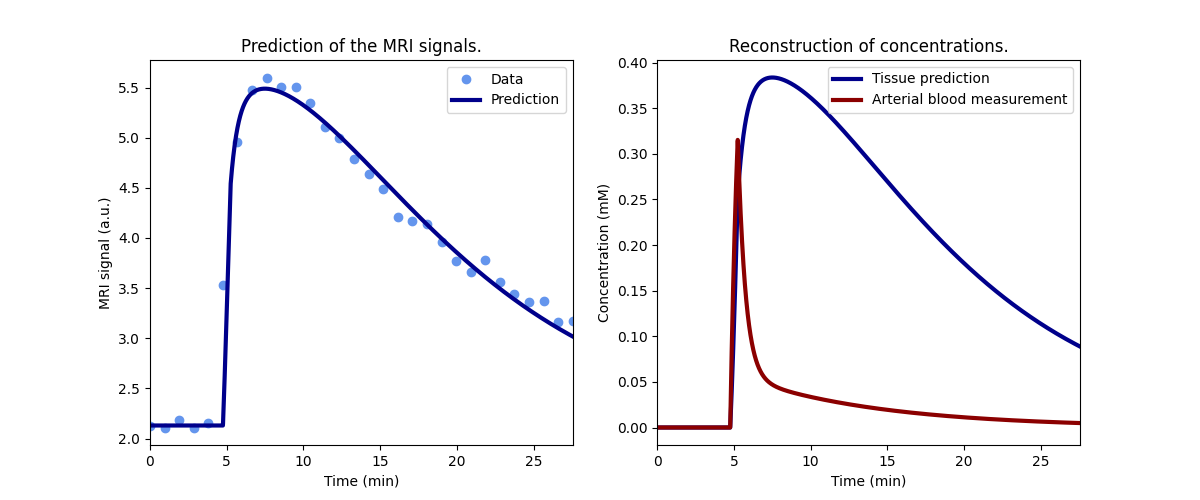 Prediction of the MRI signals.
Data
Prediction
MRI signal (a.u.)
5.5
5.0
4.5
4.0
3.5
3.0
2.5
2.0
0 5 10 15 20 25
Time (min)
Reconstruction of concentrations.
Tissue prediction
Arterial blood measurement
Concentration (mM)
0.40
0.35
0.30
0.25
0.20
0.15
0.10
0.05
0.00
0 5 10 15 20 25
Time (min)